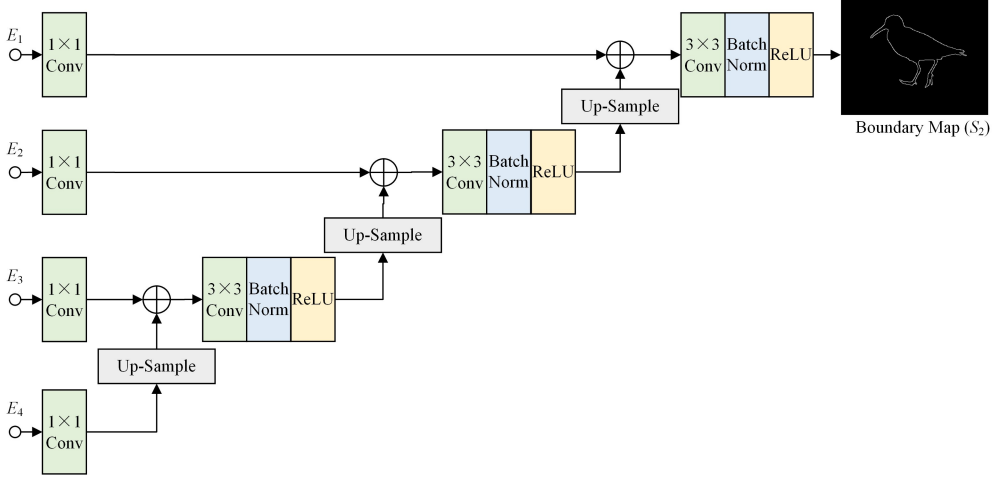 E1
1×1
Conv
3×3
Conv
Batch
Norm
ReLU
Up-Sample
Boundary Map (S2)
E2
1×1
Conv
3×3
Conv
Batch
Norm
ReLU
Up-Sample
E3
1×1
Conv
3×3
Conv
Batch
Norm
ReLU
Up-Sample
E4
1×1
Conv